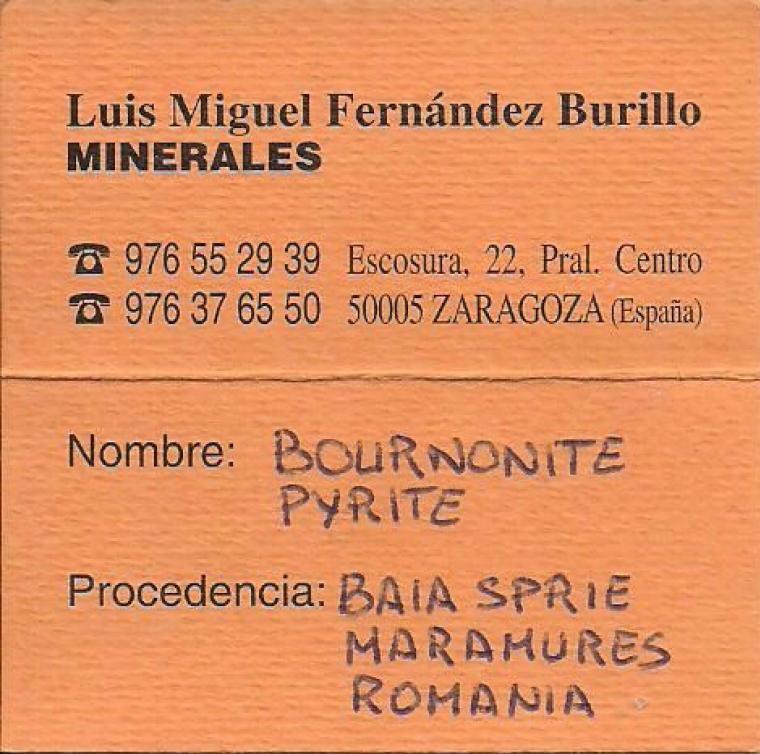 Luis Miguel Fernández Burillo
MINERALES
☎ 976 55 29 39 Escosura, 22, Pral. Centro
☎ 976 37 65 50 50005 ZARAGOZA (España)
Nombre: BOURNONITE
PYRITE
Procedencia: BAIA SPRIE
MARAMURES
ROMANIA